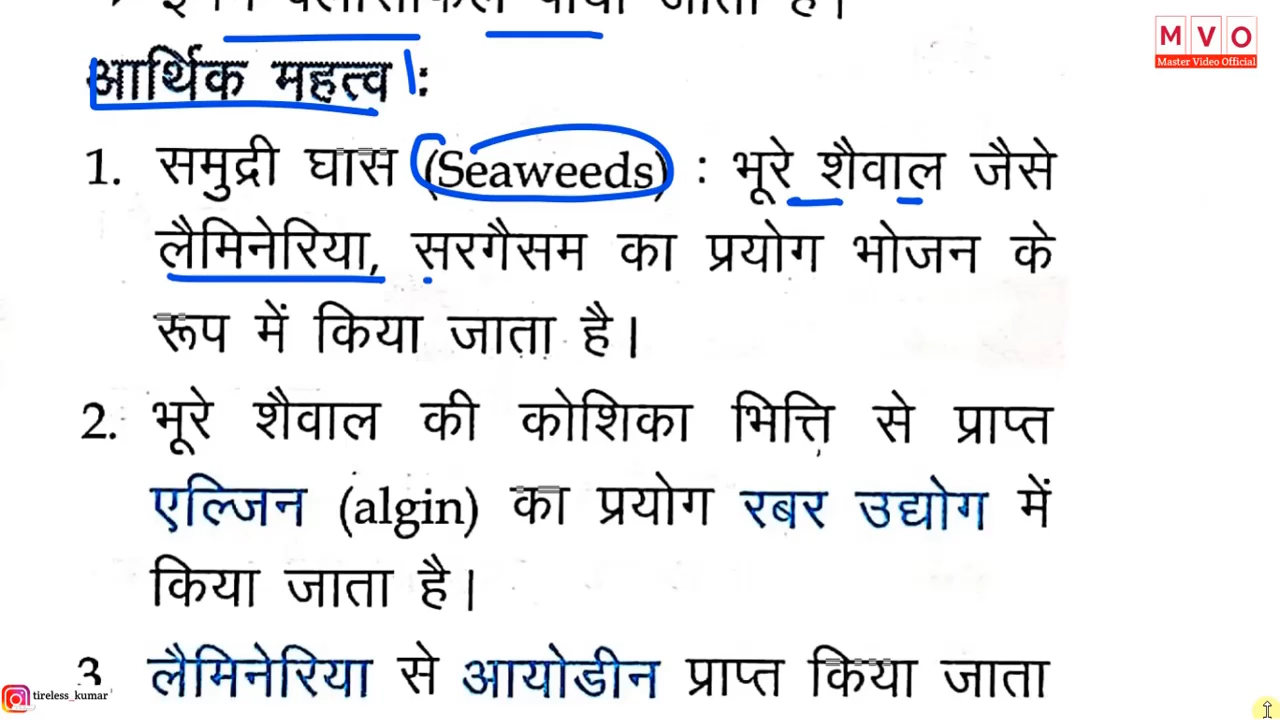 पाया जाता है।
M V O
Master Video Official
आर्थिक महत्व :
1. समुद्री घास (Seaweeds) : भूरे शैवाल जैसे
लैमिनेरिया, सरगैसम का प्रयोग भोजन के
रूप में किया जाता है।
2. भूरे शैवाल की कोशिका भित्ति से प्राप्त
एल्जिन (algin) का प्रयोग रबर उद्योग में
किया जाता है।
3. लैमिनेरिया से आयोडीन प्राप्त किया जाता
tireless_kumar